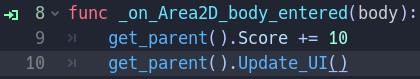 8 func _on_Area2D_body_entered(body):
9 get_parent().Score += 10
10 get_parent().Update_UI()